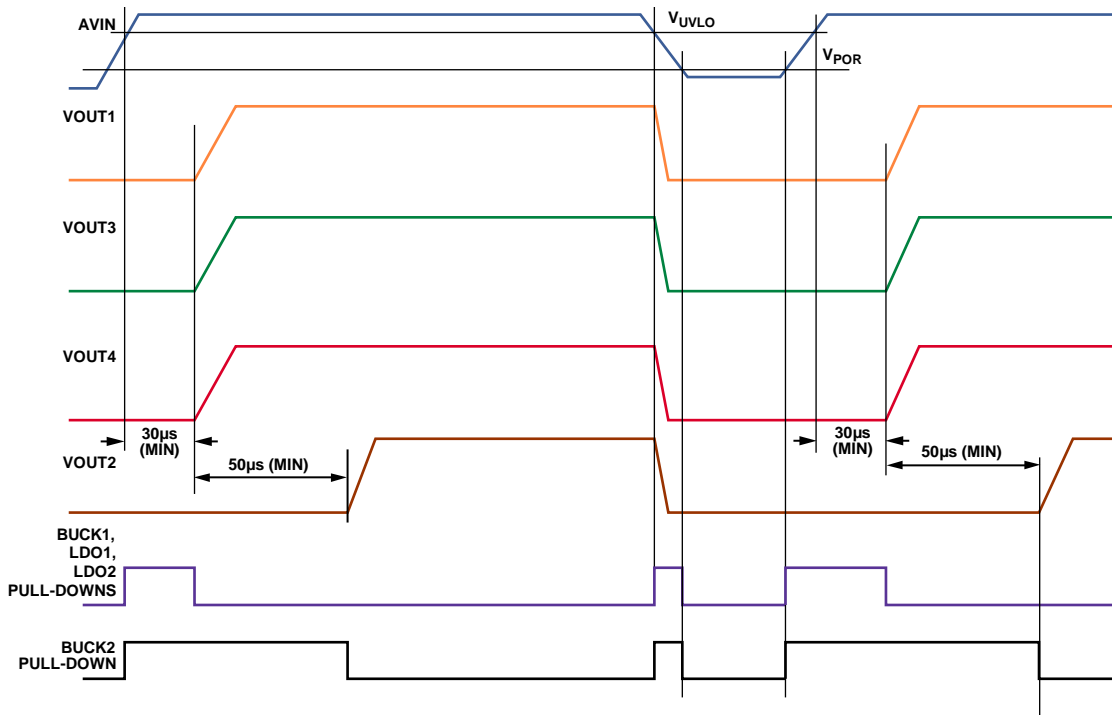 AVIN
VUVLO
VPOR
VOUT1
VOUT3
VOUT4
30µs
(MIN)
30µs
(MIN)
VOUT2
50µs (MIN)
50µs (MIN)
BUCK1,
LDO1,
LDO2
PULL-DOWNS
BUCK2
PULL-DOWN